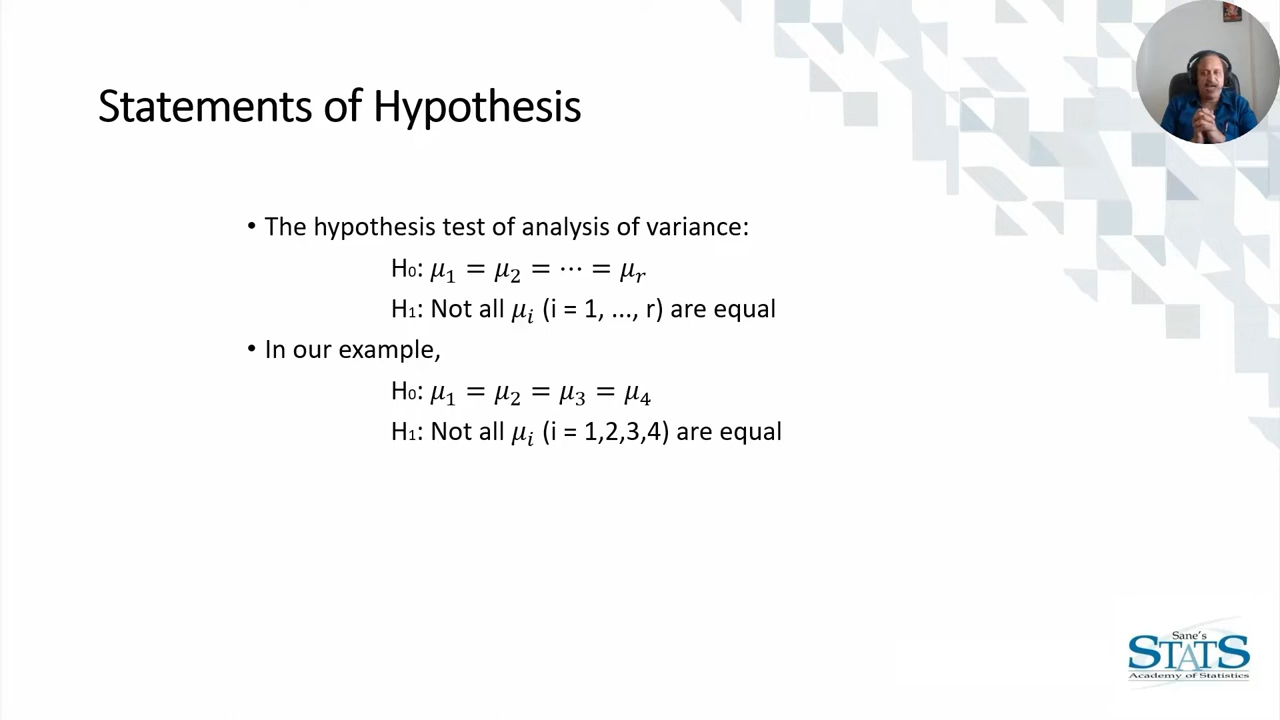 Statements of Hypothesis
• The hypothesis test of analysis of variance:
H₀: μ₁ = μ₂ = ⋯ = μᵣ
H₁: Not all μᵢ (i = 1, ..., r) are equal
• In our example,
H₀: μ₁ = μ₂ = μ₃ = μ₄
H₁: Not all μᵢ (i = 1,2,3,4) are equal
Sane's
STATS
Academy of Statistics